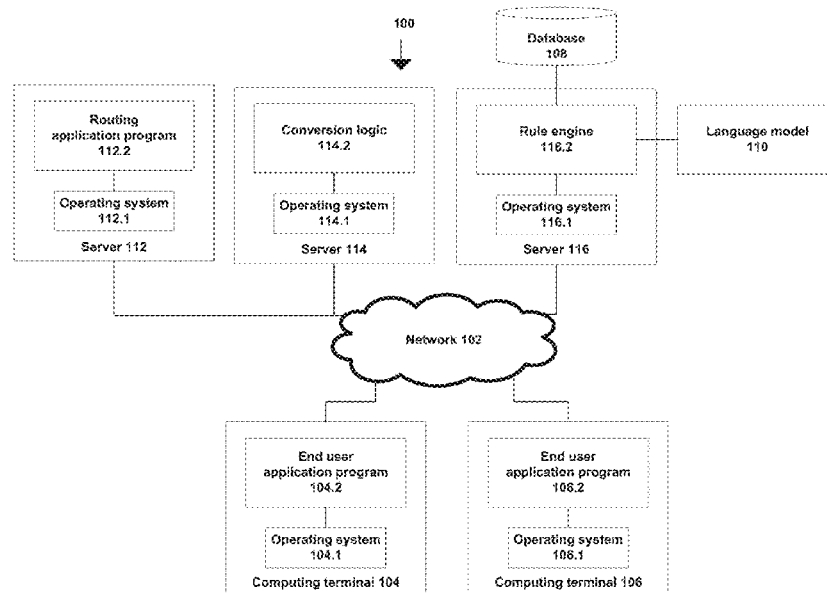 100
Database
108
Routing
application program
112.2
Operating system
112.1
Server 112
Conversion logic
114.2
Operating system
114.1
Server 114
Rule engine
116.2
Operating system
116.1
Server 116
Language model
110
Network 102
End user
application program
104.2
Operating system
104.1
Computing terminal 104
End user
application program
106.2
Operating system
106.1
Computing terminal 106